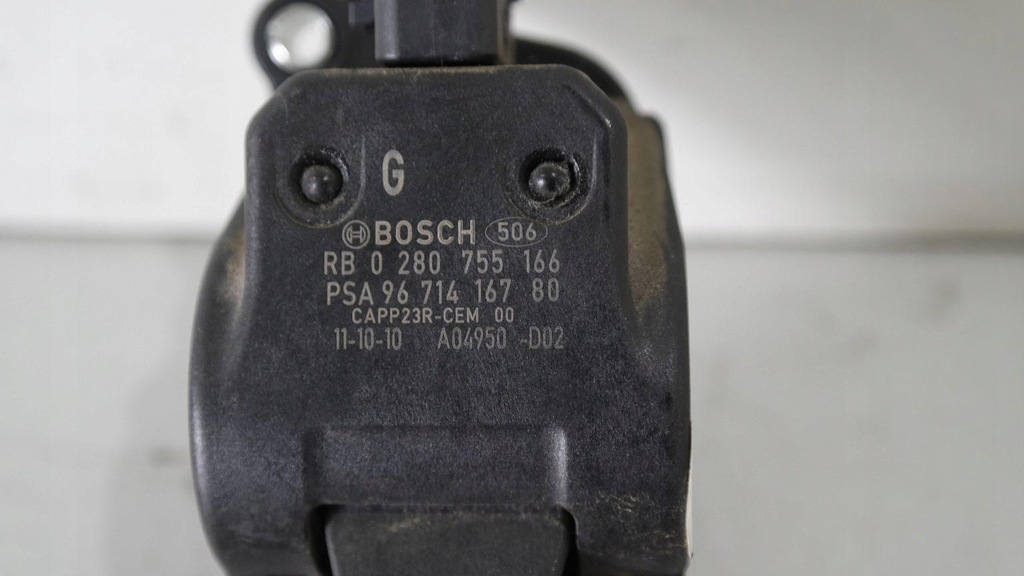 G
BOSCH 506
RB 0 280 755 166
PSA 96 714 167 80
CAPP23R-CEM 00
11-10-10 A04950 -D02